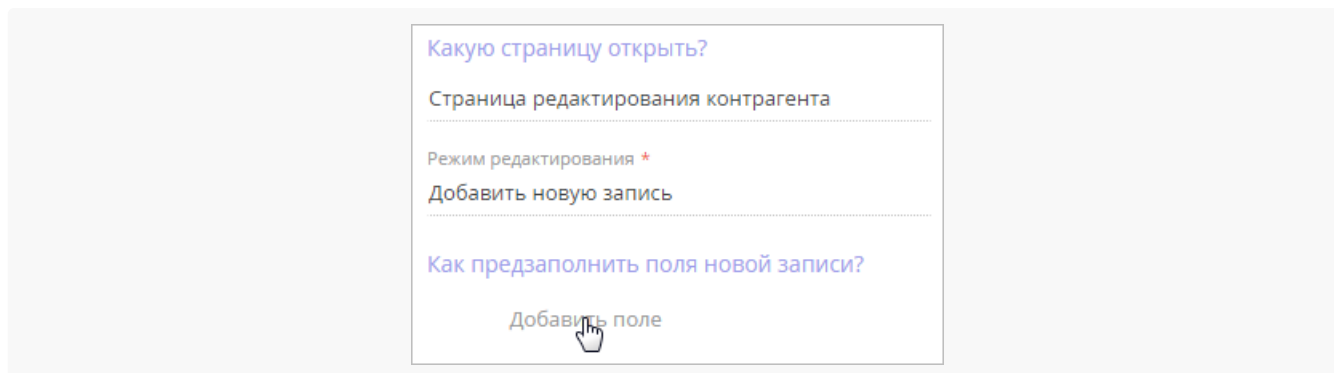 Какую страницу открыть?
Страница редактирования контрагента
Режим редактирования *
Добавить новую запись
Как предзаполнить поля новой записи?
Добавить поле